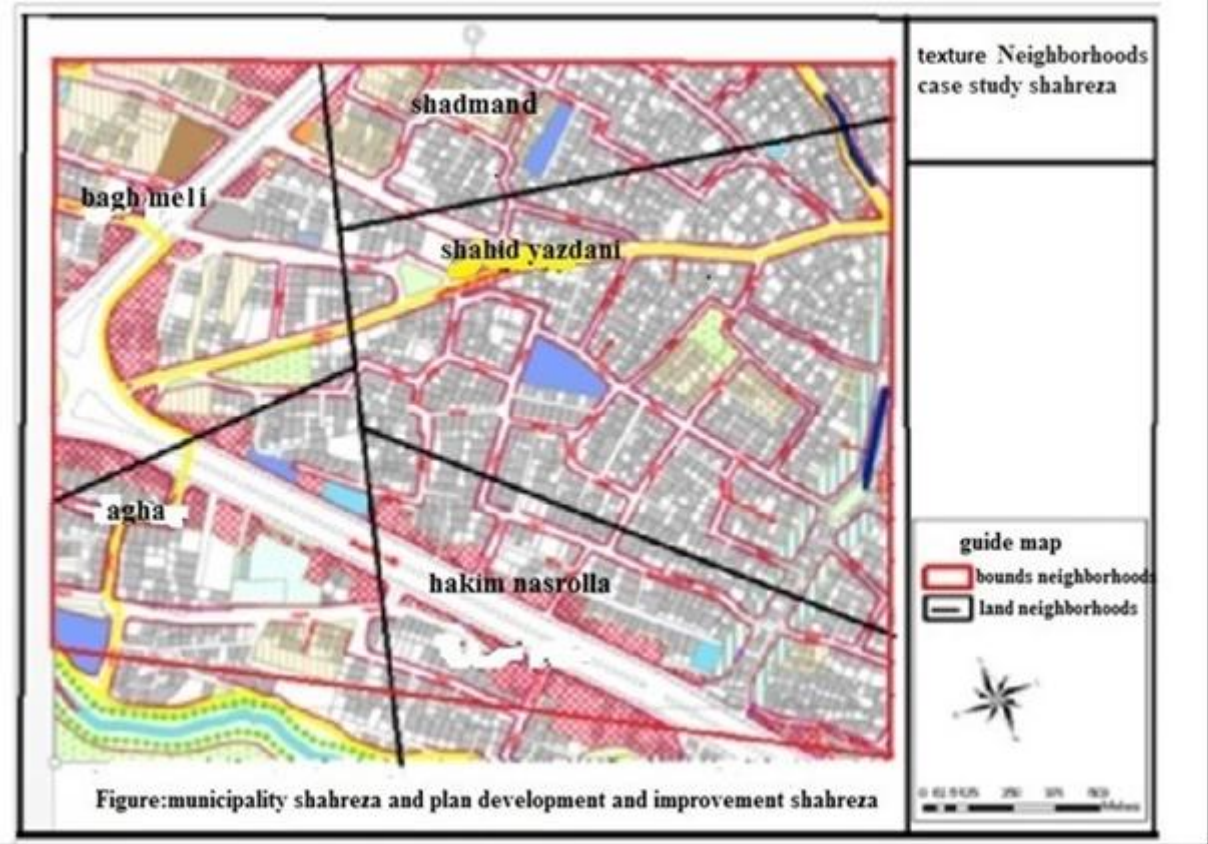 texture Neighborhoods
case study shahreza
shadmand
bagh meli
shahid yazdani
agha
hakim nasrolla
guide map
bounds neighborhoods
land neighborhoods
Figure:municipality shahreza and plan development and improvement shahreza